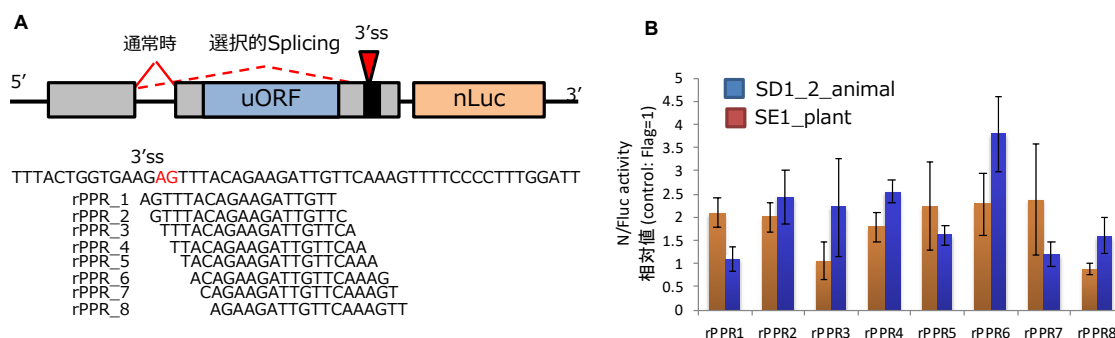 A
通常時
選択的Splicing
3’ss
5’
uORF
nLuc
3’
3’ss
TTTACTGGTGAAGAGTTTACAGAAGATTGTTCAAAGTTTTCCCCTTTGGATT
rPPR_1 AGTTTACAGAAGATTGTT
rPPR_2 GTTTACAGAAGATTGTTC
rPPR_3 TTTACAGAAGATTGTTCA
rPPR_4 TTACAGAAGATTGTTCAA
rPPR_5 TACAGAAGATTGTTCAAA
rPPR_6 ACAGAAGATTGTTCAAAG
rPPR_7 CAGAAGATTGTTCAAAGT
rPPR_8 AGAAGATTGTTCAAAGTT
B
SD1_2_animal
SE1_plant
N/Fluc activity
相対値 (control: Flag=1)
5
4.5
4
3.5
3
2.5
2
1.5
1
0.5
0
rPPR1 rPPR2 rPPR3 rPPR4 rPPR5 rPPR6 rPPR7 rPPR8